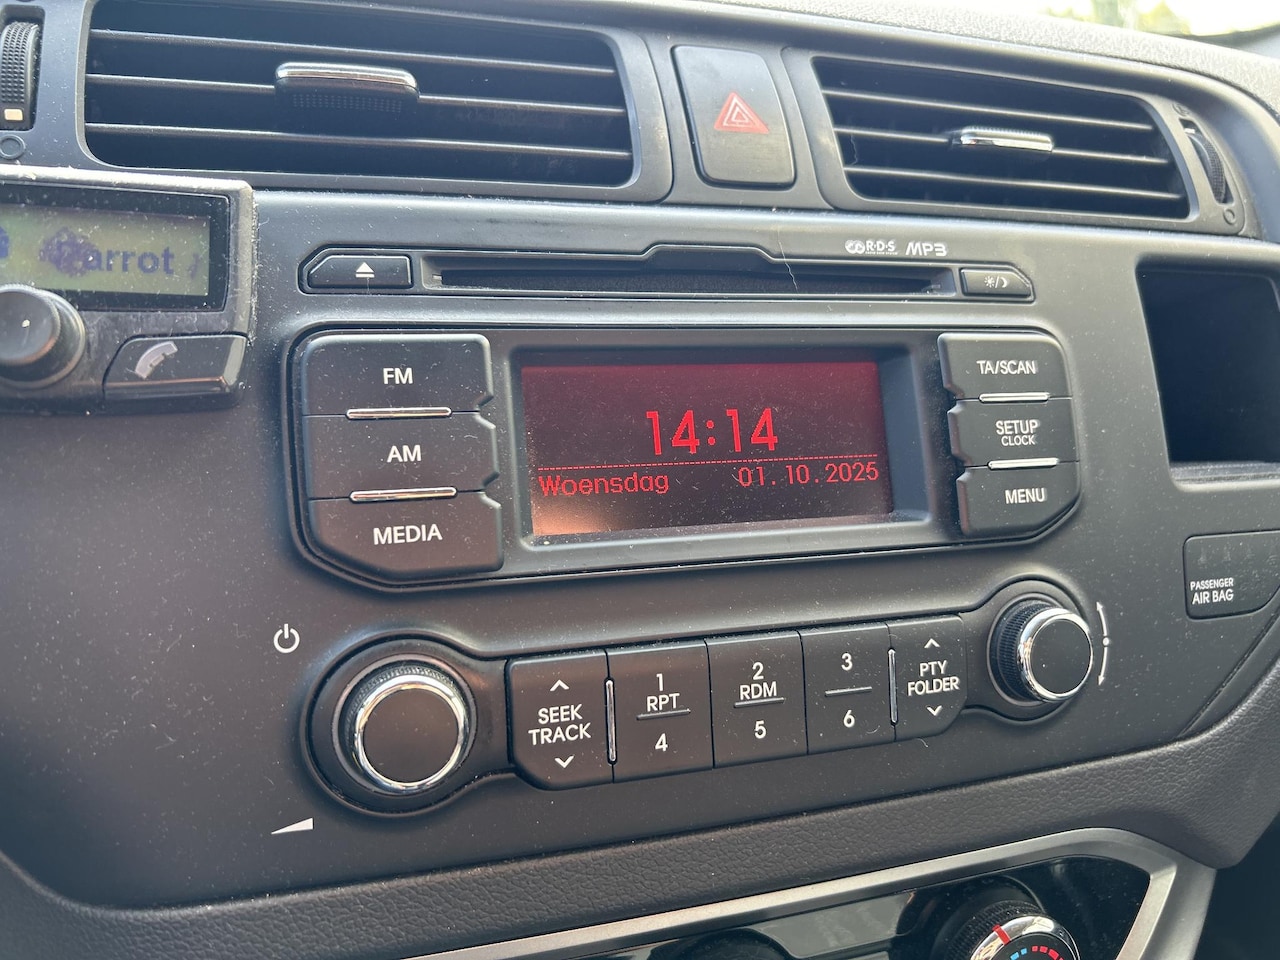 R·D·S MP3
arrot
FM
AM
MEDIA
14:14
Woensdag 01.10.2025
TA/SCAN
SETUP
CLOCK
MENU
PASSENGER
AIR BAG
SEEK
TRACK
1
RPT
4
2
RDM
5
3
6
PTY
FOLDER